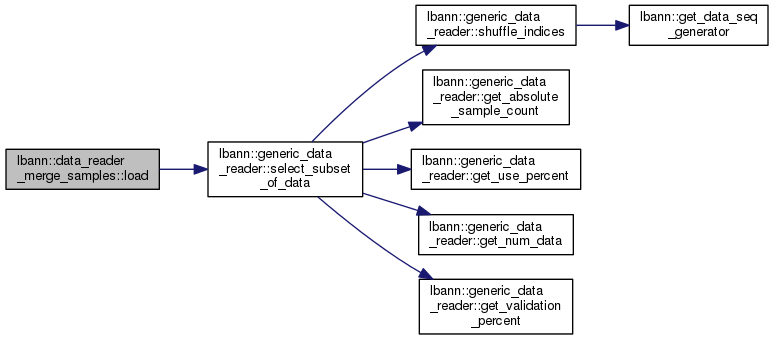 lbann::data_reader
_merge_samples::load
lbann::generic_data
_reader::select_subset
_of_data
lbann::generic_data
_reader::shuffle_indices
lbann::get_data_seq
_generator
lbann::generic_data
_reader::get_absolute
_sample_count
lbann::generic_data
_reader::get_use_percent
lbann::generic_data
_reader::get_num_data
lbann::generic_data
_reader::get_validation
_percent